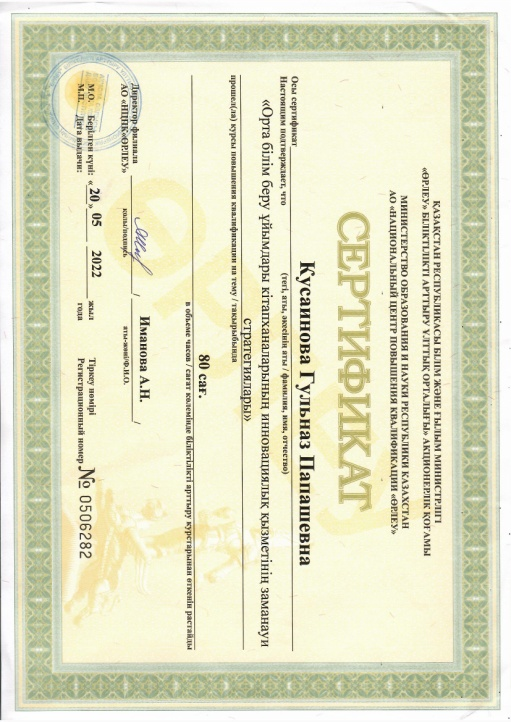 ҚАЗАҚСТАН РЕСПУБЛИКАСЫ БІЛІМ ЖӘНЕ ҒЫЛЫМ МИНИСТРЛІГІ
«ӨРЛЕУ» БІЛІКТІЛІКТІ АРТТЫРУ ҰЛТТЫҚ ОРТАЛЫҒЫ» АКЦИОНЕРЛІК ҚОҒАМЫ
МИНИСТЕРСТВО ОБРАЗОВАНИЯ И НАУКИ РЕСПУБЛИКИ КАЗАХСТАН
АО «НАЦИОНАЛЬНЫЙ ЦЕНТР ПОВЫШЕНИЯ КВАЛИФИКАЦИИ «ӨРЛЕУ»
СЕРТИФИКАТ
Осы сертификат
Настоящим подтверждает, что
Кусаинова Гульназ Папашевна
(тегі, аты, әкесінің аты / фамилия, имя, отчество)
«Орта білім беру ұйымдары кітапханаларының инновациялық қызметінің заманауи
стратегиялары»
прошел(ла) курсы повышения квалификации на тему / тақырыбында
80 сағ.
в объеме часов / сағат көлемінде біліктілікті арттыру курстарынан өткенін растайды
Директор филиала
АО «НЦПК «ӨРЛЕУ»
/ Иманова А.Н. /
қолы/подпись
аты-жөні/Ф.И.О.
М.О. Берілген күні: « 20 » 05 2022 жыл
М.П. Дата выдачи: года
Тіркеу нөмірі
Регистрационный номер № 0506282